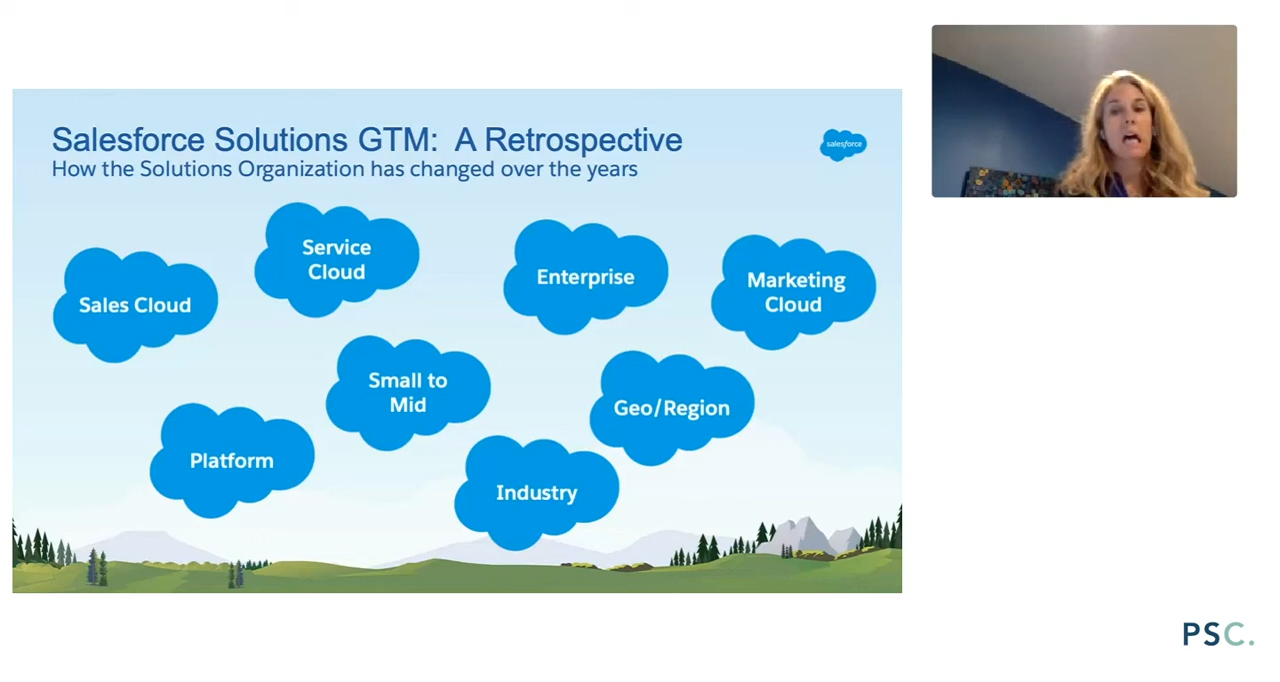 Salesforce Solutions GTM:  A Retrospective
How the Solutions Organization has changed over the years
salesforce
Sales Cloud
Service
Cloud
Enterprise
Marketing
Cloud
Small to
Mid
Geo/Region
Platform
Industry
PSC.